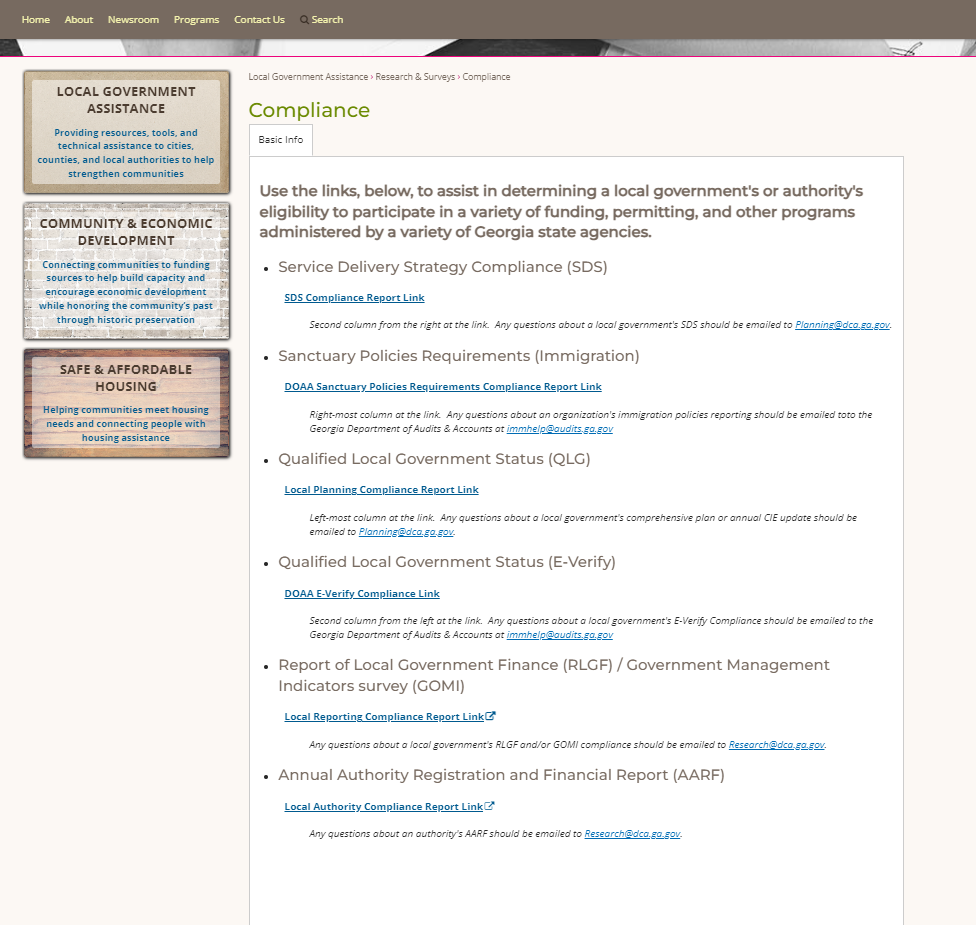 Home About Newsroom Programs Contact Us Search
LOCAL GOVERNMENT
ASSISTANCE
Providing resources, tools, and
technical assistance to cities,
counties, and local authorities to help
strengthen communities
COMMUNITY & ECONOMIC
DEVELOPMENT
Connecting communities to funding
sources to help build capacity and
encourage economic development
while honoring the community's past
through historic preservation
SAFE & AFFORDABLE
HOUSING
Helping communities meet housing
needs and connecting people with
housing assistance
Local Government Assistance › Research & Surveys › Compliance
Compliance
Basic Info
Use the links, below, to assist in determining a local government's or authority's
eligibility to participate in a variety of funding, permitting, and other programs
administered by a variety of Georgia state agencies.
• Service Delivery Strategy Compliance (SDS)
SDS Compliance Report Link
Second column from the right at the link. Any questions about a local government's SDS should be emailed to Planning@dca.ga.gov.
• Sanctuary Policies Requirements (Immigration)
DOAA Sanctuary Policies Requirements Compliance Report Link
Right-most column at the link. Any questions about an organization's immigration policies reporting should be emailed toto the
Georgia Department of Audits & Accounts at immhelp@audits.ga.gov
• Qualified Local Government Status (QLG)
Local Planning Compliance Report Link
Left-most column at the link. Any questions about a local government's comprehensive plan or annual CIE update should be
emailed to Planning@dca.ga.gov.
• Qualified Local Government Status (E-Verify)
DOAA E-Verify Compliance Link
Second column from the left at the link. Any questions about a local government's E-Verify Compliance should be emailed to the
Georgia Department of Audits & Accounts at immhelp@audits.ga.gov
• Report of Local Government Finance (RLGF) / Government Management
Indicators survey (GOMI)
Local Reporting Compliance Report Link
Any questions about a local government's RLGF and/or GOMI compliance should be emailed to Research@dca.ga.gov.
• Annual Authority Registration and Financial Report (AARF)
Local Authority Compliance Report Link
Any questions about an authority's AARF should be emailed to Research@dca.ga.gov.